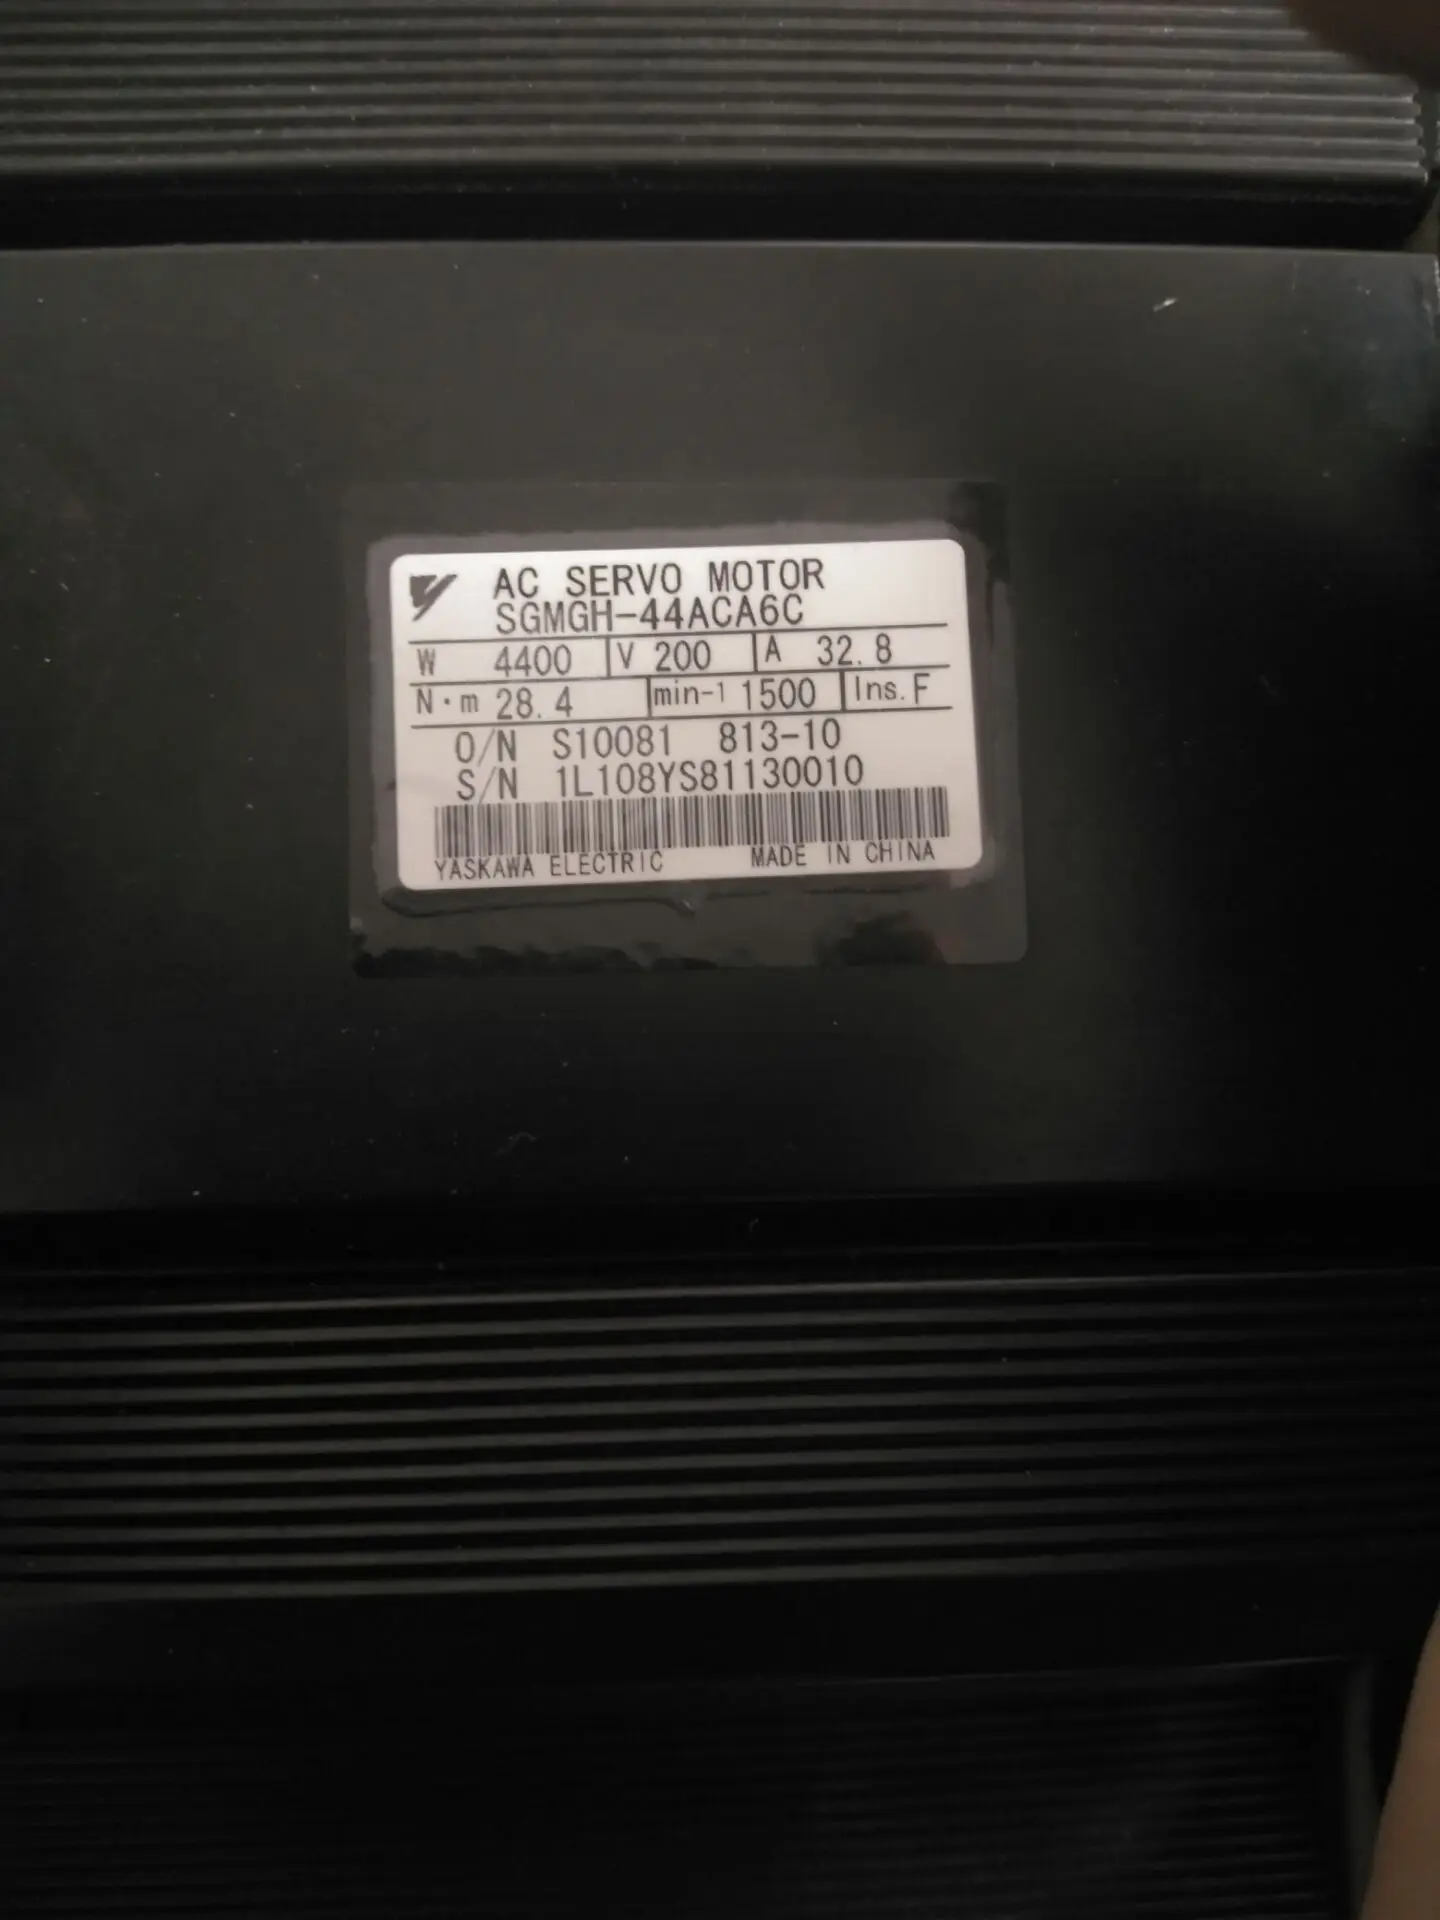 AC SERVO MOTOR
SGMGH-44ACA6C
W 4400 V 200 A 32.8
N·m 28.4 min-1 1500 Ins. F
O/N S10081 813-10
S/N 1L108YS81130010
YASKAWA ELECTRIC MADE IN CHINA